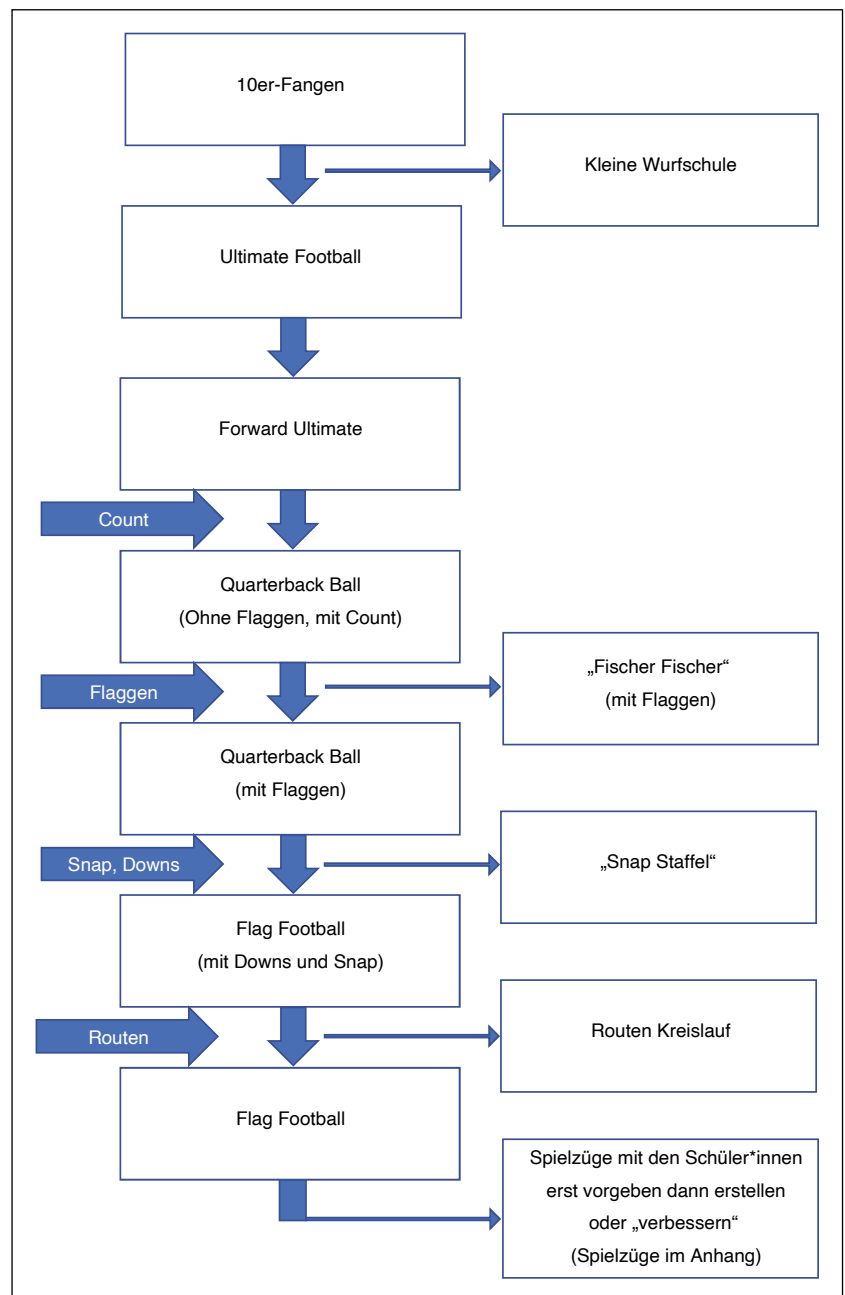 10er-Fangen
Kleine Wurfschule
Ultimate Football
Forward Ultimate
Count
Quarterback Ball
(Ohne Flaggen, mit Count)
Flaggen
„Fischer Fischer“
(mit Flaggen)
Quarterback Ball
(mit Flaggen)
Snap, Downs
„Snap Staffel“
Flag Football
(mit Downs und Snap)
Routen
Routen Kreislauf
Flag Football
Spielzüge mit den Schüler*innen
erst vorgeben dann erstellen
oder „verbessern“
(Spielzüge im Anhang)